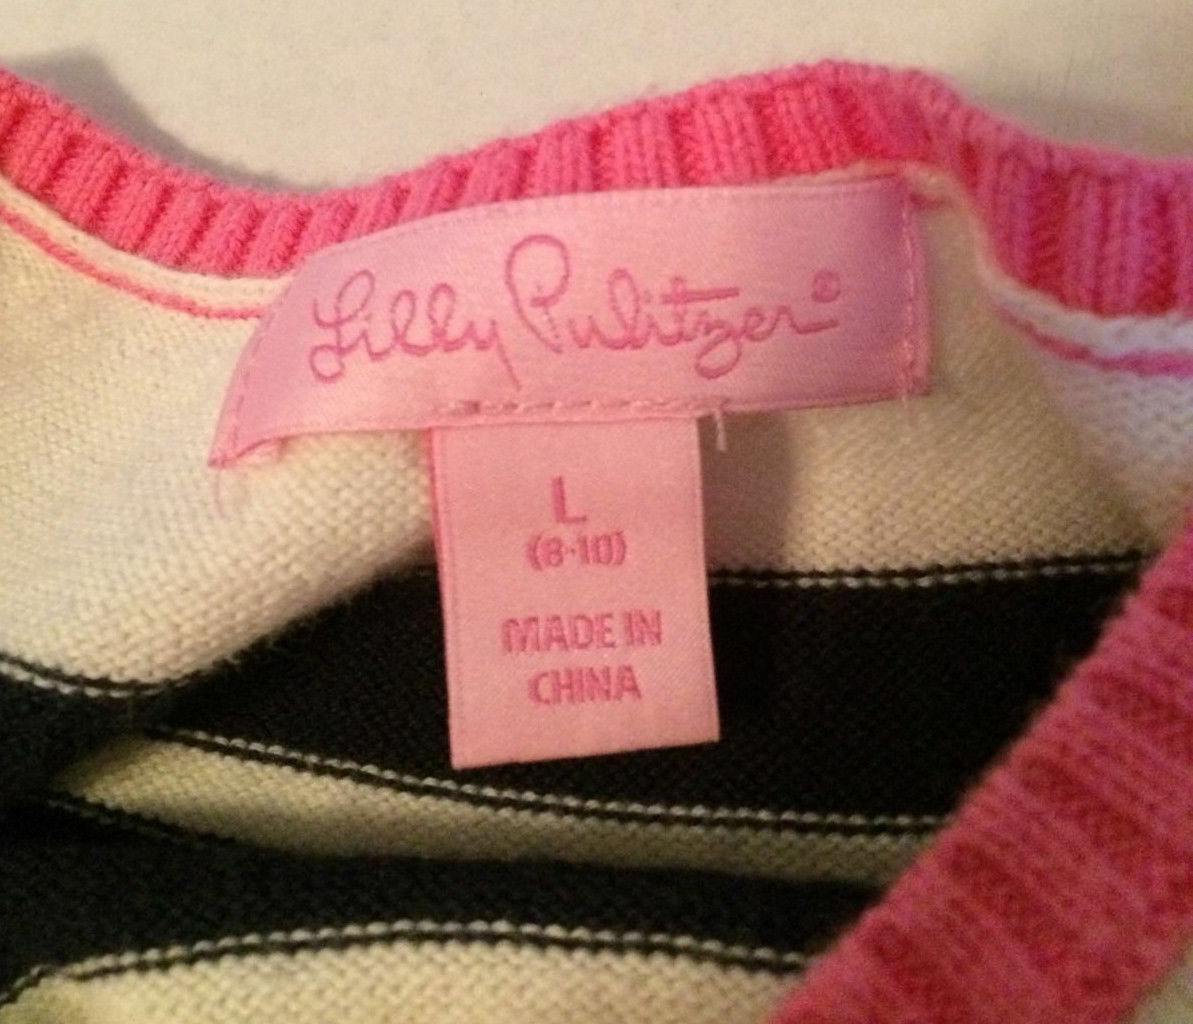 Lilly Pulitzer®
L
(8-10)
MADE IN
CHINA